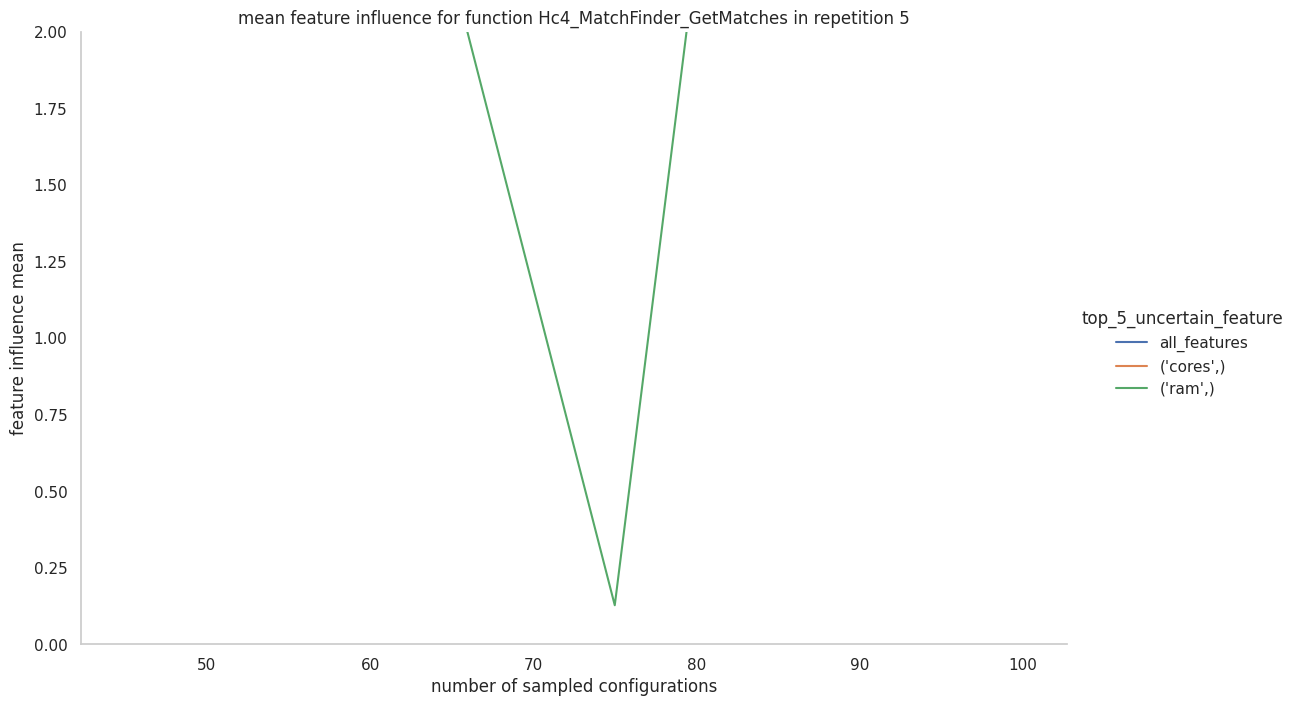 mean feature influence for function Hc4_MatchFinder_GetMatches in repetition 5
2.00
1.75
1.50
1.25
1.00
0.75
0.50
0.25
0.00
feature influence mean
50 60 70 80 90 100
number of sampled configurations
top_5_uncertain_feature
all_features
('cores',)
('ram',)